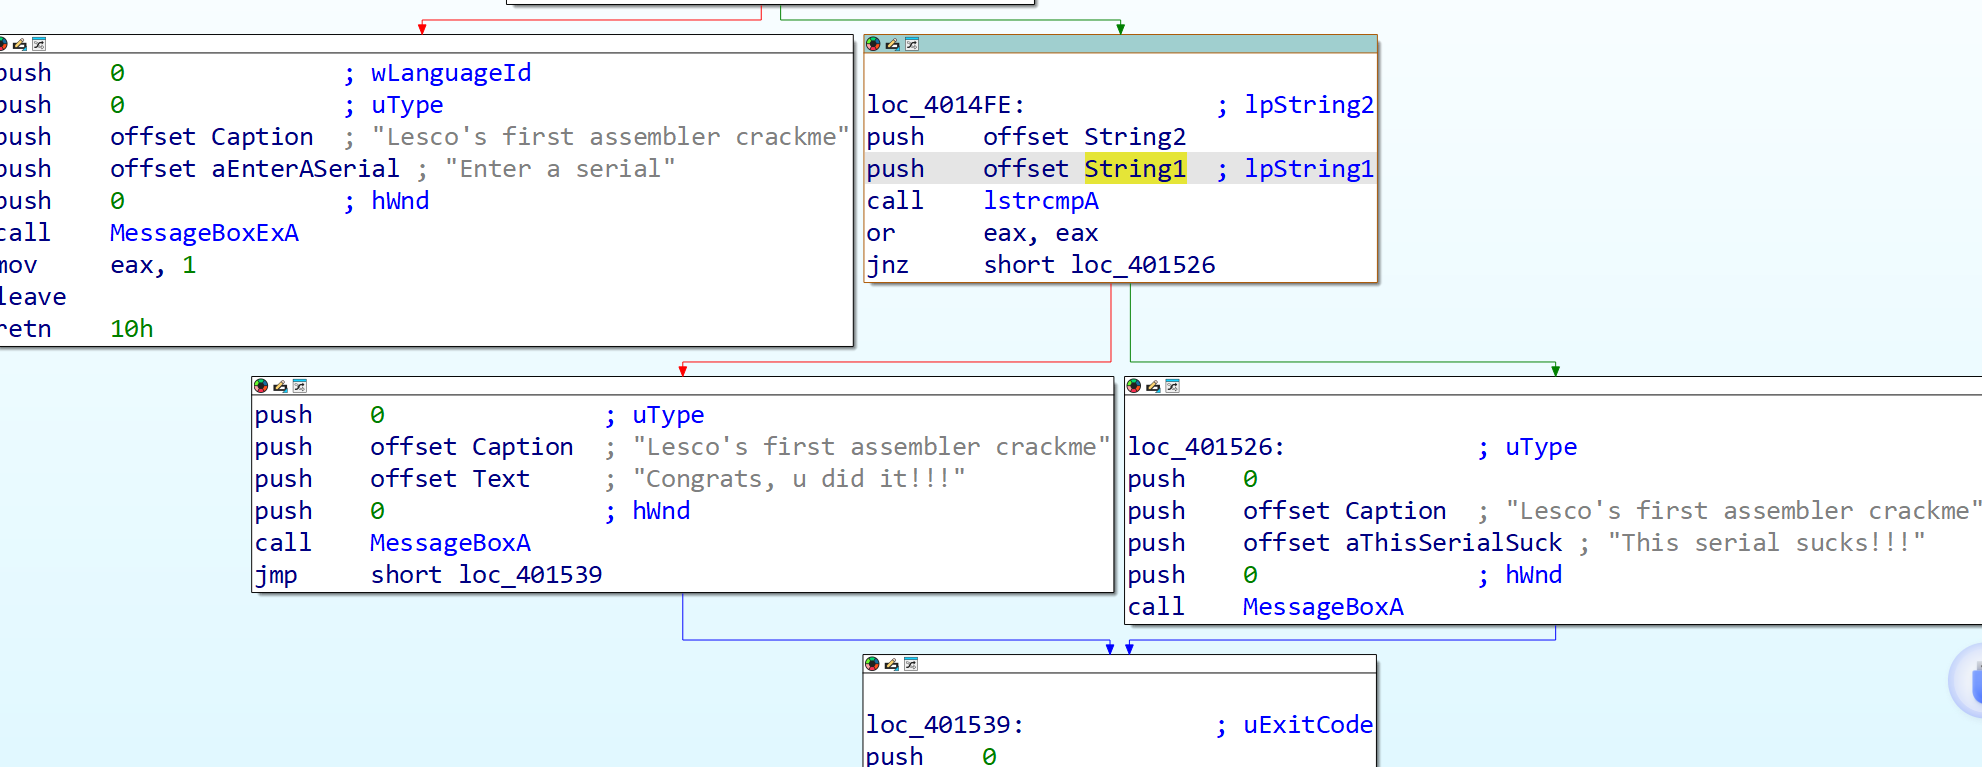 push 0 ; wLanguageId
push 0 ; uType
push offset Caption ; "Lesco's first assembler crackme"
push offset aEnterASerial ; "Enter a serial"
push 0 ; hWnd
call MessageBoxExA
mov eax, 1
leave
retn 10h
loc_4014FE: ; lpString2
push offset String2
push offset String1 ; lpString1
call lstrcmpA
or eax, eax
jnz short loc_401526
push 0 ; uType
push offset Caption ; "Lesco's first assembler crackme"
push offset Text ; "Congrats, u did it!!!"
push 0 ; hWnd
call MessageBoxA
jmp short loc_401539
loc_401526: ; uType
push 0
push offset Caption ; "Lesco's first assembler crackme"
push offset aThisSerialSuck ; "This serial sucks!!!"
push 0 ; hWnd
call MessageBoxA
loc_401539: ; uExitCode
push 0